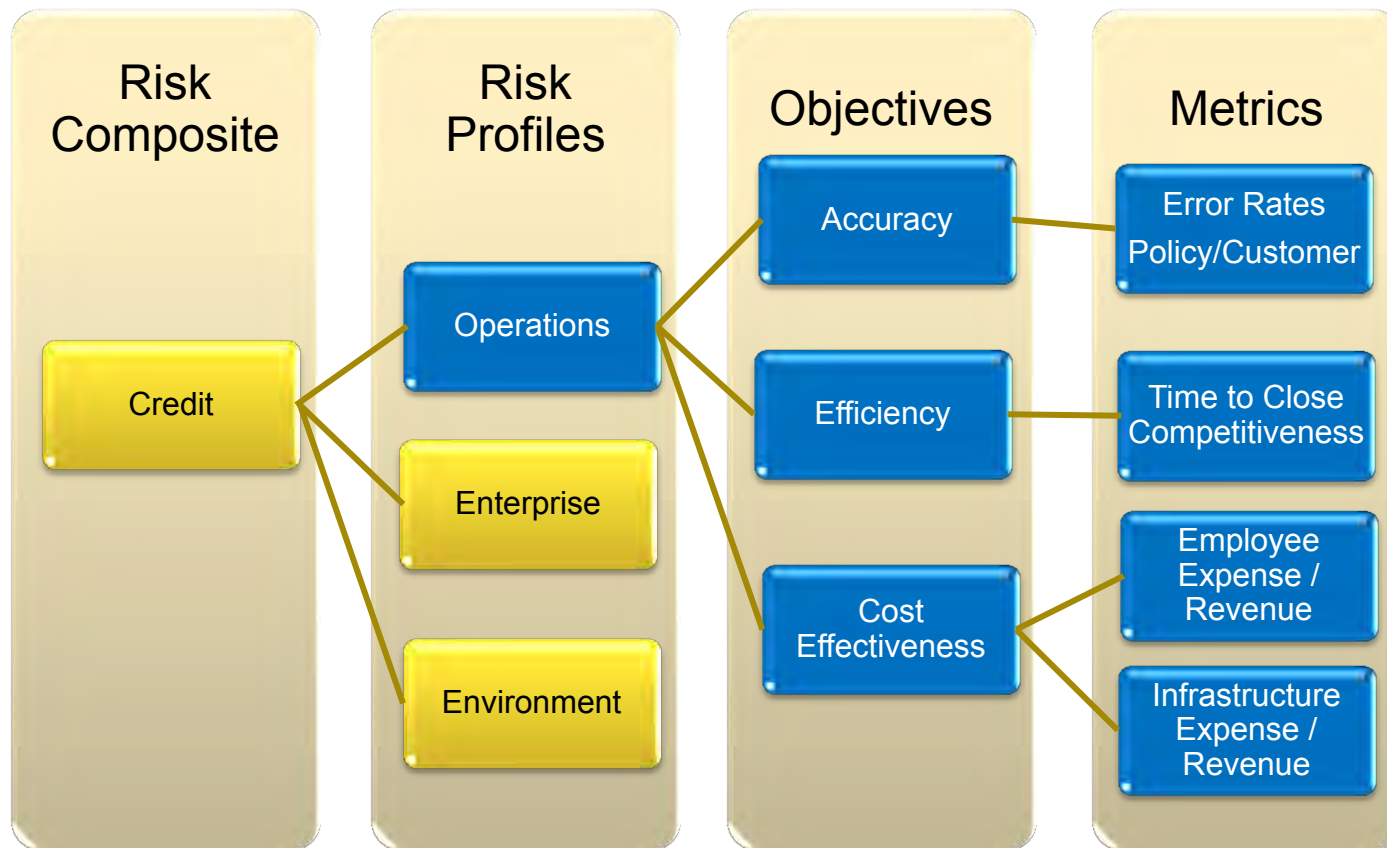 Risk
Composite
Credit
Risk
Profiles
Operations
Enterprise
Environment
Objectives
Accuracy
Efficiency
Cost
Effectiveness
Metrics
Error Rates
Policy/Customer
Time to Close
Competitiveness
Employee
Expense /
Revenue
Infrastructure
Expense /
Revenue